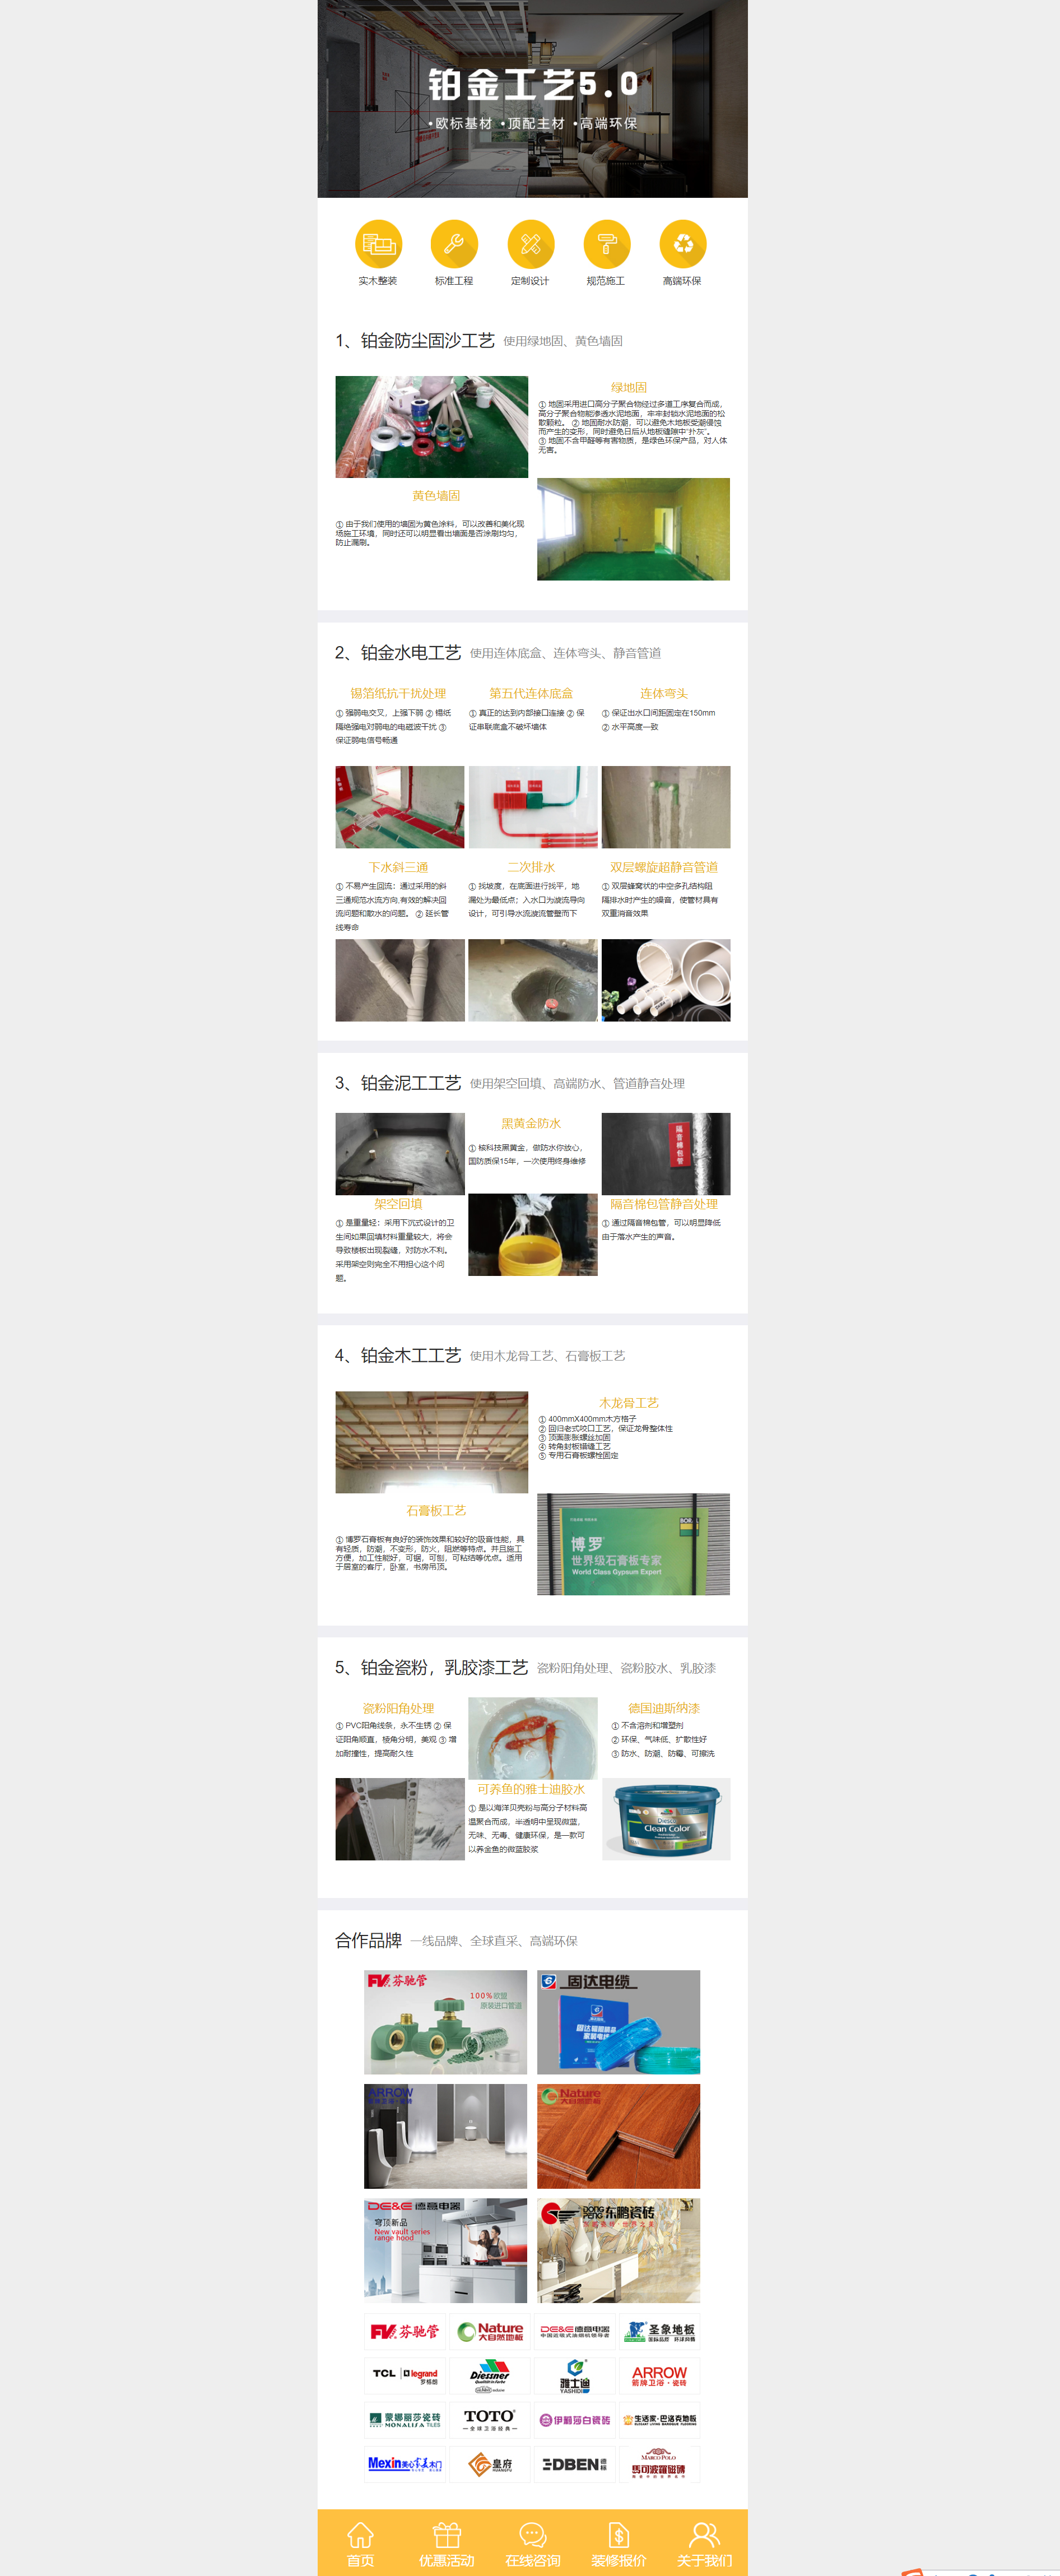 铂金工艺5.0
•欧标基材 •顶配主材 •高端环保
实木整装
标准工程
定制设计
规范施工
高端环保
1、铂金防尘固沙工艺 使用绿地固、黄色墙固
绿地固
① 地固采用进口高分子聚合物经过多道工序复合而成,
高分子聚合物能渗透水泥地面, 牢牢封锁水泥地面的松
散颗粒。 ② 地固耐水防潮, 可以避免木地板受潮侵蚀
而产生的变形, 同时避免日后从地板缝隙中“扑灰”。
③ 地固不含甲醛等有害物质, 是绿色环保产品, 对人体
无害。
黄色墙固
① 由于我们使用的墙固为黄色涂料, 可以改善和美化现
场施工环境, 同时还可以明显看出墙面是否涂刷均匀,
防止漏刷。
2、铂金水电工艺 使用连体底盒、连体弯头、静音管道
锡箔纸抗干扰处理
① 强弱电交叉, 上强下弱 ② 锡纸
隔绝强电对弱电的电磁波干扰 ③
保证弱电信号畅通
第五代连体底盒
① 真正的达到内部接口连接 ② 保
证串联底盒不破坏墙体
连体弯头
① 保证出水口间距固定在150mm
② 水平高度一致
下水斜三通
① 不易产生回流: 通过采用的斜
三通规范水流方向,有效的解决回
流问题和散水的问题。 ② 延长管
线寿命
二次排水
① 找坡度, 在底面进行找平, 地
漏处为最低点; 入水口为漩流导向
设计, 可引导水流漩流管壁而下
双层螺旋超静音管道
① 双层蜂窝状的中空多孔结构阻
隔排水时产生的噪音, 使管材具有
双重消音效果
3、铂金泥工工艺 使用架空回填、高端防水、管道静音处理
黑黄金防水
① 核科技黑黄金, 做防水你放心,
国防质保15年, 一次使用终身维修
隔音棉包管
架空回填
① 是重量轻: 采用下沉式设计的卫
生间如果回填材料重量较大, 将会
导致楼板出现裂缝, 对防水不利。
采用架空则完全不用担心这个问
题。
隔音棉包管静音处理
① 通过隔音棉包管, 可以明显降低
由于落水产生的声音。
4、铂金木工工艺 使用木龙骨工艺、石膏板工艺
木龙骨工艺
① 400mmX400mm木方格子
② 回归老式咬口工艺, 保证龙骨整体性
③ 顶面膨胀螺丝加固
④ 转角封板错缝工艺
⑤ 专用石膏板螺栓固定
石膏板工艺
① 博罗石膏板有良好的装饰效果和较好的吸音性能, 具
有轻质, 防潮, 不变形, 防火, 阻燃等特点。并且施工
方便, 加工性能好, 可锯, 可刨, 可粘结等优点。适用
于居室的客厅, 卧室, 书房吊顶。
博罗
世界级石膏板专家
World Class Gypsum Expert
5、铂金瓷粉, 乳胶漆工艺 瓷粉阳角处理、瓷粉胶水、乳胶漆
瓷粉阳角处理
① PVC阳角线条, 永不生锈 ② 保
证阳角顺直, 棱角分明, 美观 ③ 增
加耐撞性, 提高耐久性
德国迪斯纳漆
① 不含溶剂和增塑剂
② 环保、气味低、扩散性好
③ 防水、防潮、防霉、可擦洗
可养鱼的雅士迪胶水
① 是以海洋贝壳粉与高分子材料高
温聚合而成, 半透明中呈现微蓝,
无味、无毒、健康环保, 是一款可
以养金鱼的微蓝胶浆
Clean Color
合作品牌 一线品牌、全球直采、高端环保
FV 芬驰管
100%欧盟
原装进口管道
固达电缆
ARROW
Nature
大自然地板
DE&E 德意电器
穹顶新品
New vault series
range hood
DONG PENG 东鹏瓷砖
FV 芬驰管
Nature
大自然地板
DE&E 德意电器
圣象地板
TCL legrand
罗格朗
Diessner
雅士迪
YASHIDI
ARROW
箭牌卫浴·瓷砖
蒙娜丽莎瓷砖
MONALISA TILES
TOTO
全球卫浴经典
伊莉莎白瓷砖
生活家·巴洛克地板
ELEGANT LIVING BAROQUE FLOORING
Mexin 美心木门
皇府
HUANGFU
EDBEN 德标
MARCO POLO
馬可波羅磁磚
首页
优惠活动
在线咨询
装修报价
关于我们